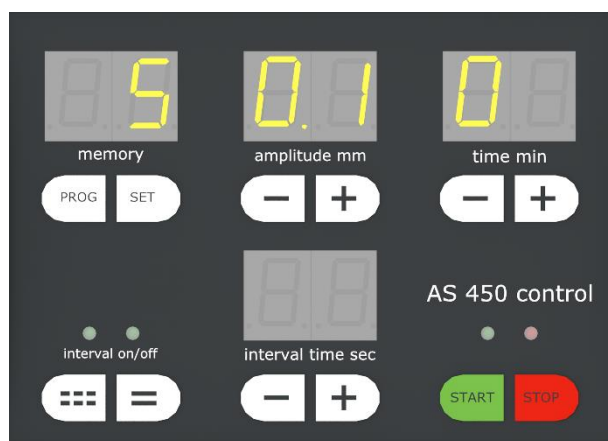 5 0.1 0
memory amplitude mm time min
PROG SET − + − +
AS 450 control
interval on/off interval time sec
− + START STOP